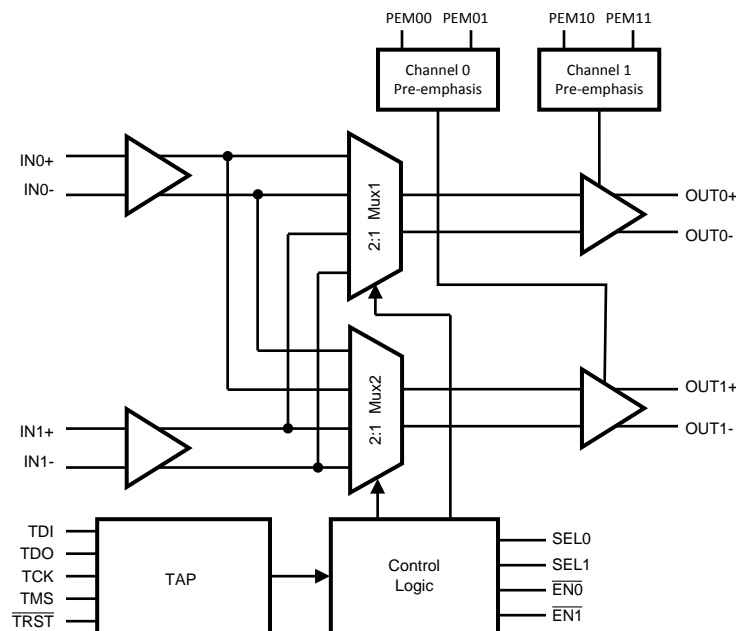 PEM00 PEM01 PEM10 PEM11
Channel 0
Pre-emphasis
Channel 1
Pre-emphasis
IN0+
IN0-
2:1 Mux1
OUT0+
OUT0-
IN1+
IN1-
2:1 Mux2
OUT1+
OUT1-
TDI
TDO
TCK
TMS
TRST
TAP
Control
Logic
SEL0
SEL1
EN0
EN1